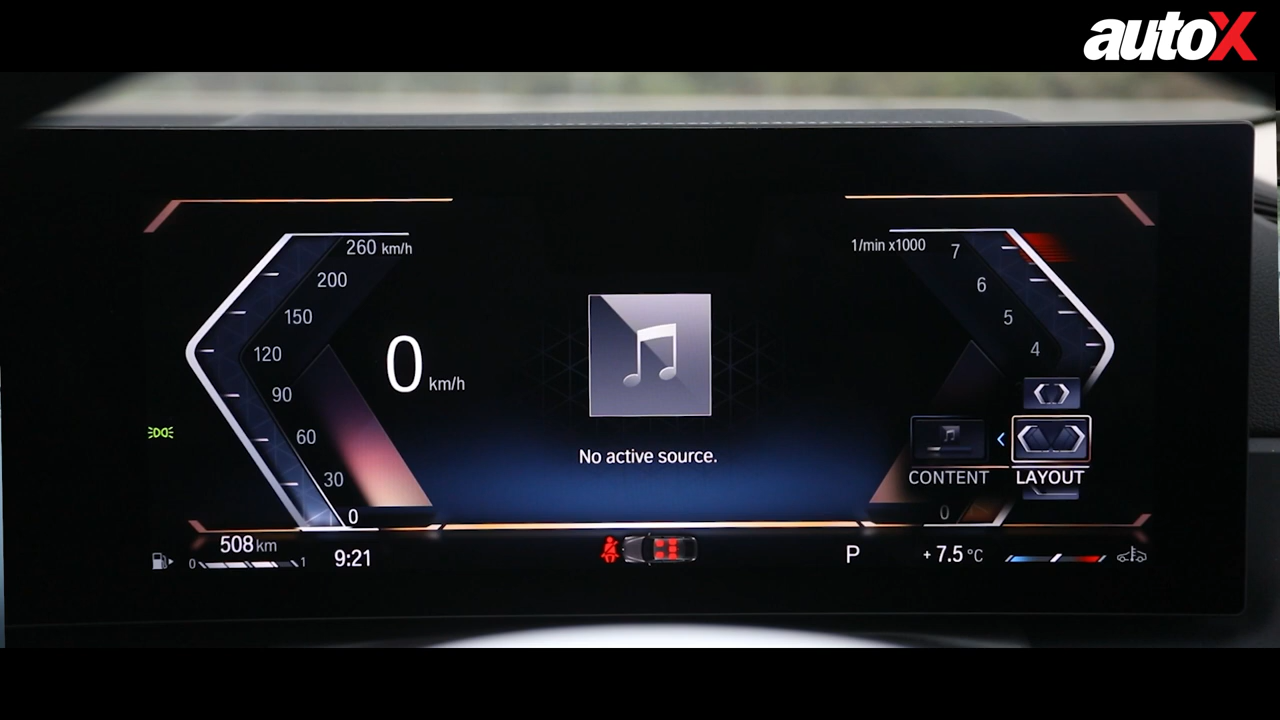 autoX
260 km/h
200
150
120
90
60
30
0
0 km/h
No active source.
1/min x1000
7
6
5
4
0
CONTENT
LAYOUT
508 km
0 1
9:21
P
+ 7.5 °C